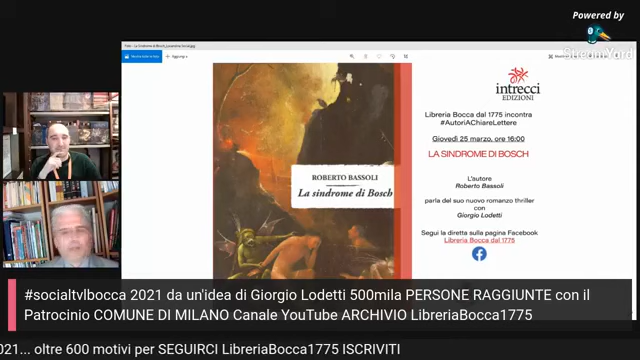 Powered by
StreamYard
intrecci
EDIZIONI
Libreria Bocca dal 1775 incontra
#AutoriAChiareLettere
Giovedì 25 marzo, ore 16:00
LA SINDROME DI BOSCH
ROBERTO BASSOLI
La sindrome di Bosch
L'autore
Roberto Bassoli
parla del suo nuovo romanzo thriller
con
Giorgio Lodetti
Segui la diretta sulla pagina Facebook
Libreria Bocca dal 1775
#socialtvlbocca 2021 da un'idea di Giorgio Lodetti 500mila PERSONE RAGGIUNTE con il
Patrocinio COMUNE DI MILANO Canale YouTube ARCHIVIO LibreriaBocca1775
021... oltre 600 motivi per SEGUIRCI LibreriaBocca1775 ISCRIVITI